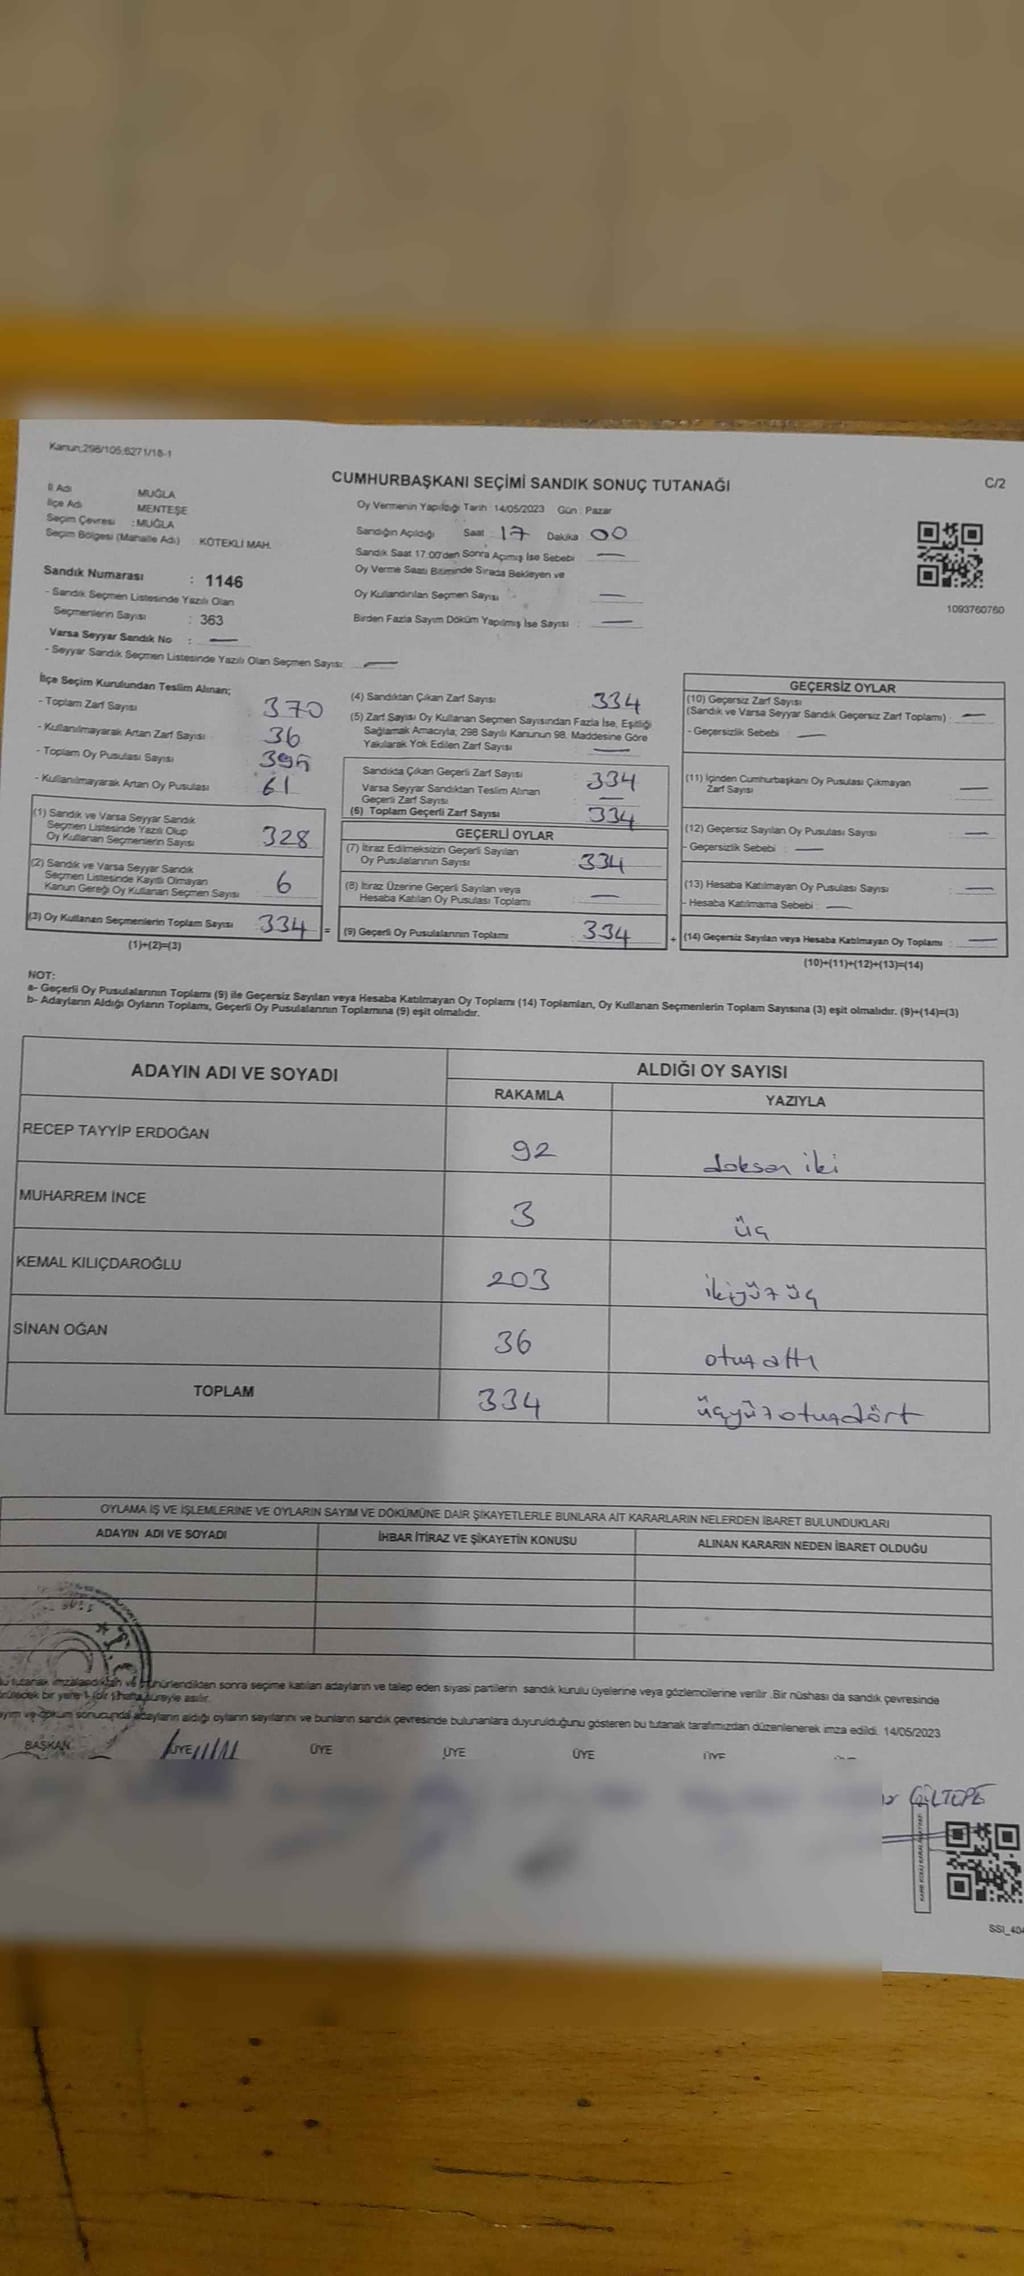 Kanun;298/105;6271/18-1
CUMHURBAŞKANI SEÇİMİ SANDIK SONUÇ TUTANAĞI
C/2
İl Adı MUĞLA
İlçe Adı MENTEŞE
Seçim Çevresi : MUĞLA
Seçim Bölgesi (Mahalle Adı) KÖTEKLİ MAH.
Oy Vermenin Yapıldığı Tarih : 14/05/2023 Gün : Pazar
Sandığın Açıldığı Saat : 17 Dakika 00
Sandık Saat 17:00'den Sonra Açımış İse Sebebi —
Oy Verme Saati Bitiminde Sırada Bekleyen ve
Oy Kullandırılan Seçmen Sayısı : —
Birden Fazla Sayım Döküm Yapılmış İse Sayısı : —
1093760760
Sandık Numarası : 1146
- Sandık Seçmen Listesinde Yazılı Olan
Seçmenlerin Sayısı : 363
Varsa Seyyar Sandık No : —
- Seyyar Sandık Seçmen Listesinde Yazılı Olan Seçmen Sayısı: —
İlçe Seçim Kurulundan Teslim Alınan;
- Toplam Zarf Sayısı 370
- Kullanılmayarak Artan Zarf Sayısı 36
- Toplam Oy Pusulası Sayısı
- Kullanılmayarak Artan Oy Pusulası 61
(1) Sandık ve Varsa Seyyar Sandık
Seçmen Listesinde Yazılı Olup
Oy Kullanan Seçmenlerin Sayısı 328
(2) Sandık ve Varsa Seyyar Sandık
Seçmen Listesinde Kayıtlı Olmayan
Kanun Gereği Oy Kullanan Seçmen Sayısı 6
(3) Oy Kullanan Seçmenlerin Toplam Sayısı 334 =
(1)+(2)=(3)
(4) Sandıktan Çıkan Zarf Sayısı 334
(5) Zarf Sayısı Oy Kullanan Seçmen Sayısından Fazla İse, Eşitliği
Sağlamak Amacıyla; 298 Sayılı Kanunun 98. Maddesine Göre
Yakılarak Yok Edilen Zarf Sayısı —
Sandıkta Çıkan Geçerli Zarf Sayısı 334
Varsa Seyyar Sandıktan Teslim Alınan
Geçerli Zarf Sayısı —
(6) Toplam Geçerli Zarf Sayısı 334
GEÇERLİ OYLAR
(7) İtiraz Edilmeksizin Geçerli Sayılan
Oy Pusulalarının Sayısı 334
(8) İtiraz Üzerine Geçerli Sayılan veya
Hesaba Katılan Oy Pusulası Toplamı —
(9) Geçerli Oy Pusulalarının Toplamı 334 +
GEÇERSİZ OYLAR
(10) Geçersiz Zarf Sayısı
(Sandık ve Varsa Seyyar Sandık Geçersiz Zarf Toplamı) : —
- Geçersizlik Sebebi : —
(11) İçinden Cumhurbaşkanı Oy Pusulası Çıkmayan
Zarf Sayısı —
(12) Geçersiz Sayılan Oy Pusulası Sayısı : —
- Geçersizlik Sebebi : —
(13) Hesaba Katılmayan Oy Pusulası Sayısı : —
- Hesaba Katılmama Sebebi : —
(14) Geçersiz Sayılan veya Hesaba Katılmayan Oy Toplamı : —
(10)+(11)+(12)+(13)=(14)
NOT:
a- Geçerli Oy Pusulalarının Toplamı (9) ile Geçersiz Sayılan veya Hesaba Katılmayan Oy Toplamı (14) Toplamları, Oy Kullanan Seçmenlerin Toplam Sayısına (3) eşit olmalıdır. (9)+(14)=(3)
b- Adayların Aldığı Oyların Toplamı, Geçerli Oy Pusulalarının Toplamına (9) eşit olmalıdır.
ADAYIN ADI VE SOYADI ALDIĞI OY SAYISI
RAKAMLA YAZIYLA
RECEP TAYYİP ERDOĞAN 92 doksan iki
MUHARREM İNCE 3 üç
KEMAL KILIÇDAROĞLU 203 ikiyüz üç
SİNAN OĞAN 36 otuz altı
TOPLAM 334 üçyüz otuzdört
OYLAMA İŞ VE İŞLEMLERİNE VE OYLARIN SAYIM VE DÖKÜMÜNE DAİR ŞİKAYETLERLE BUNLARA AİT KARARLARIN NELERDEN İBARET BULUNDUKLARI
ADAYIN ADI VE SOYADI İHBAR İTİRAZ VE ŞİKAYETİN KONUSU ALINAN KARARIN NEDEN İBARET OLDUĞU
T.C.
tutanak imzalandıktan ve mühürlendikten sonra seçime katılan adayların ve talep eden siyasi partilerin sandık kurulu üyelerine veya gözlemcilerine verilir. Bir nüshası da sandık çevresinde
bir yere 1 (bir ) hafta süreyle asılır.
döküm sonucunda adayların aldığı oyların sayılarını ve bunların sandık çevresinde bulunanlara duyurulduğunu gösteren bu tutanak tarafımızdan düzenlenerek imza edildi. 14/05/2023
BAŞKAN ÜYE ÜYE ÜYE ÜYE ÜYE
GÜLTEPE